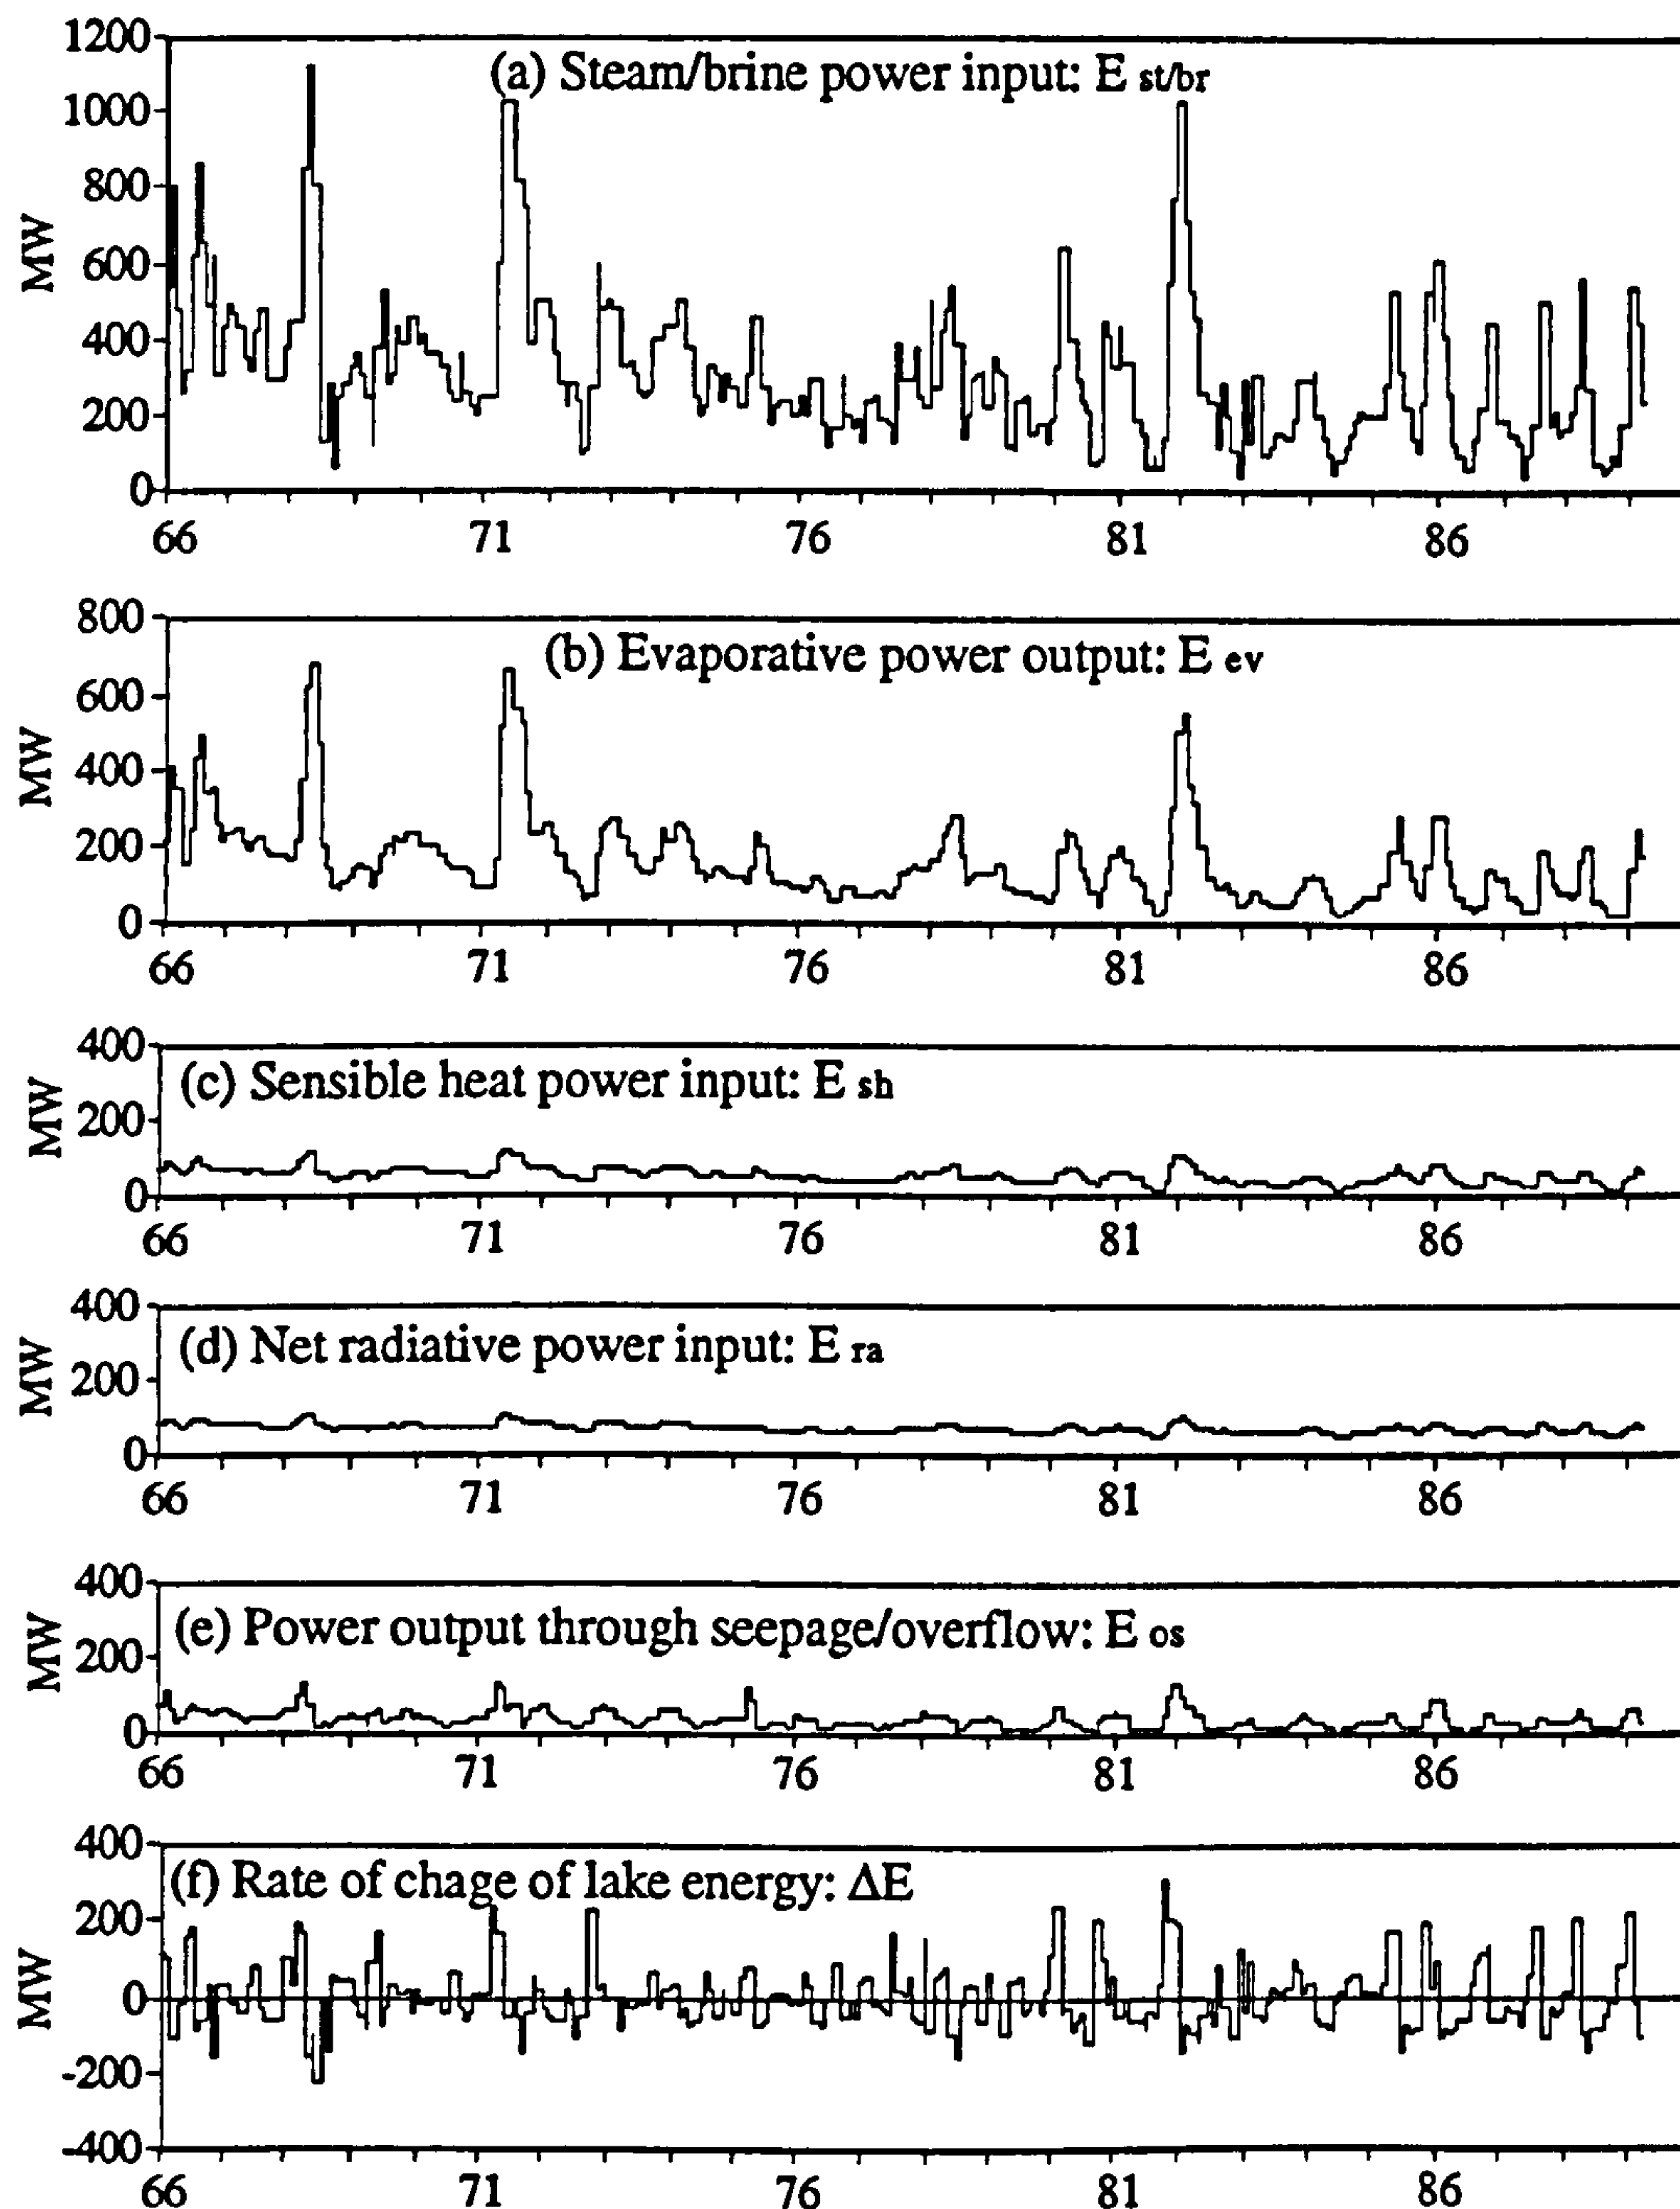 1200
(a) Steam/brine power input: E st/br
1000
800
MW
600
400
200
0
66 71 76 81 86
800
(b) Evaporative power output: E ev
600
MW
400
200
0
66 71 76 81 86
400
(c) Sensible heat power input: E sh
MW
200
0
66 71 76 81 86
400
(d) Net radiative power input: E ra
MW
200
0
66 71 76 81 86
400
(e) Power output through seepage/overflow: E os
MW
200
0
66 71 76 81 86
400
(f) Rate of chage of lake energy: ΔE
200
MW
0
-200
-400
66 71 76 81 86